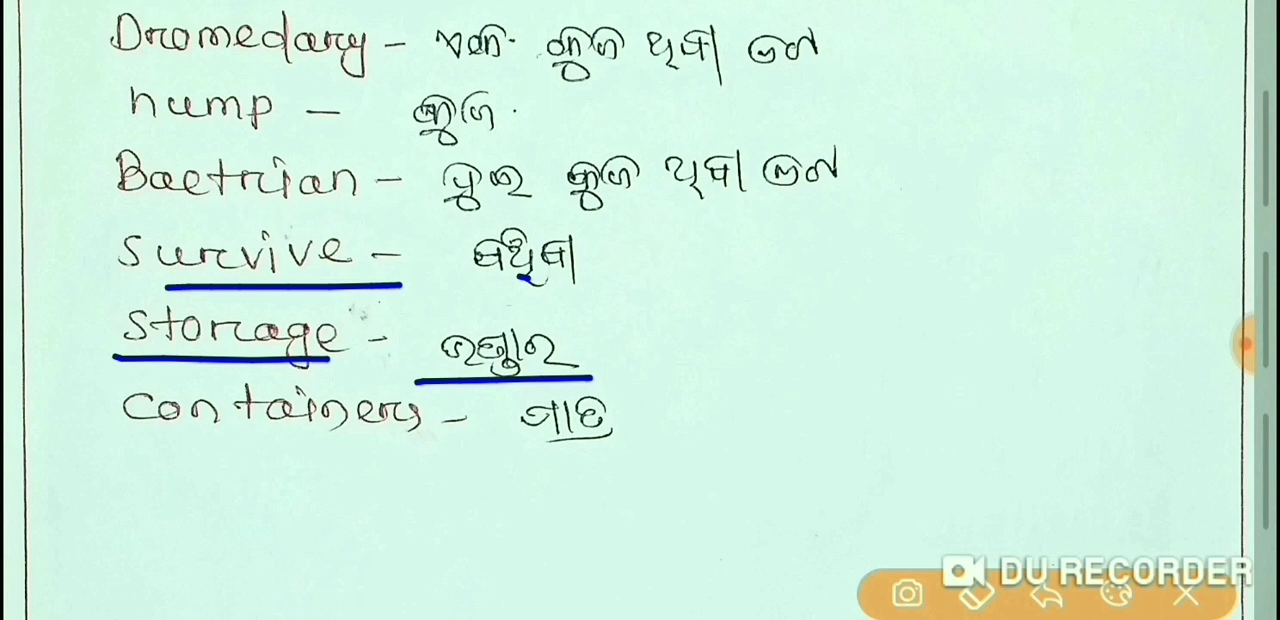 Dromedary - ଏକ କୁଜ ଥିବା ଓଟ
hump - କୁଜ.
Bactrian - ଦୁଇ କୁଜ ଥିବା ଓଟ
survive - ବଞ୍ଚିବା
storage - ଭଣ୍ଡାର
containers - ପାତ୍ର
DU RECORDER